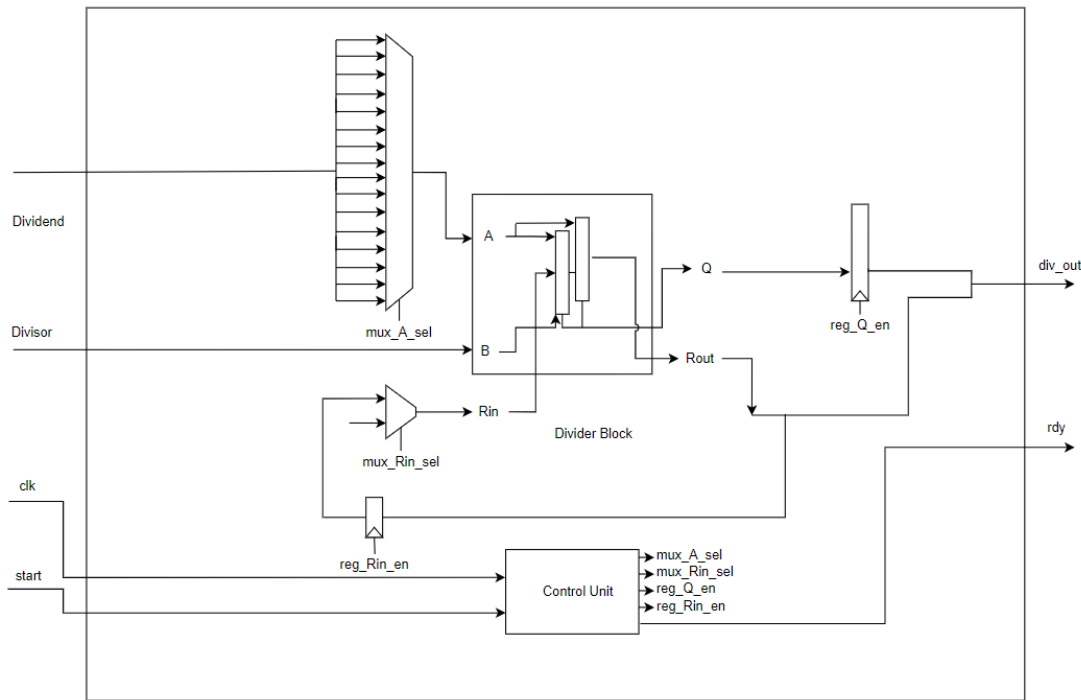 Dividend
Divisor
mux_A_sel
A
B
Q
Rout
reg_Q_en
div_out
Rin
Divider Block
mux_Rin_sel
rdy
clk
reg_Rin_en
start
Control Unit
mux_A_sel
mux_Rin_sel
reg_Q_en
reg_Rin_en